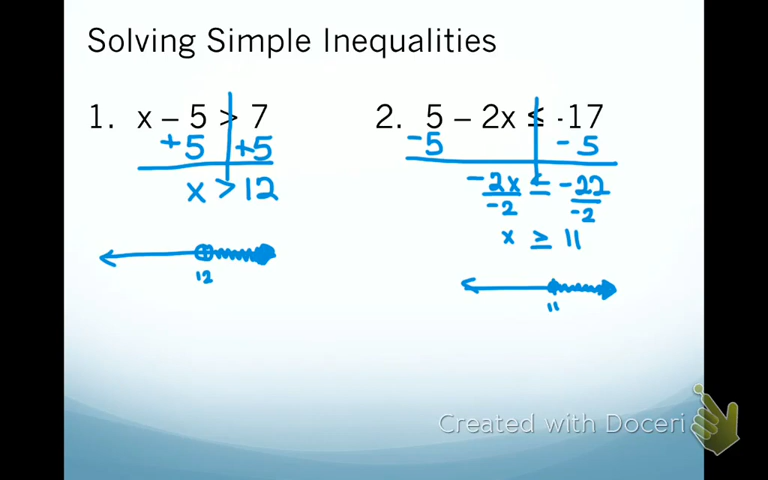 Solving Simple Inequalities
1. x – 5 > 7
+5 +5
x > 12
12
2. 5 – 2x ≤ -17
-5 -5
-2x ≤ -22
-2 -2
x ≥ 11
11
Created with Doceri